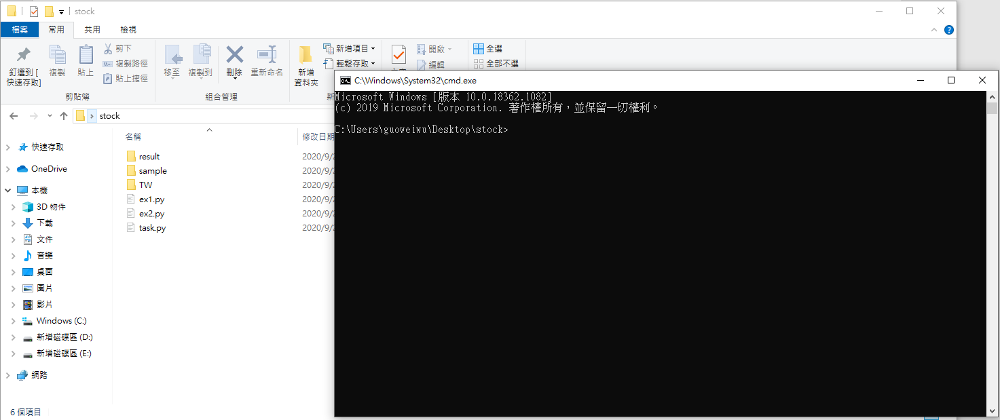 stock
檔案 常用 共用 檢視
釘選到 [
快速存取]
複製
貼上
剪下
複製路徑
貼上捷徑
剪貼簿
移至
複製到
刪除
重新命名
組合管理
新增
資料夾
新增項目
輕鬆存取
新
開啟
編輯
全選
全部不選
stock
名稱 修改日期
result 2020/9/2
sample 2020/9/2
TW 2020/9/2
ex1.py 2020/9/2
ex2.py 2020/9/2
task.py 2020/9/2
快速存取
OneDrive
本機
3D 物件
下載
文件
音樂
桌面
圖片
影片
Windows (C:)
新增磁碟區 (D:)
新增磁碟區 (E:)
網路
6 個項目
C:\Windows\System32\cmd.exe
Microsoft Windows [版本 10.0.18362.1082]
(c) 2019 Microsoft Corporation. 著作權所有，並保留一切權利。
C:\Users\guoweiwu\Desktop\stock>